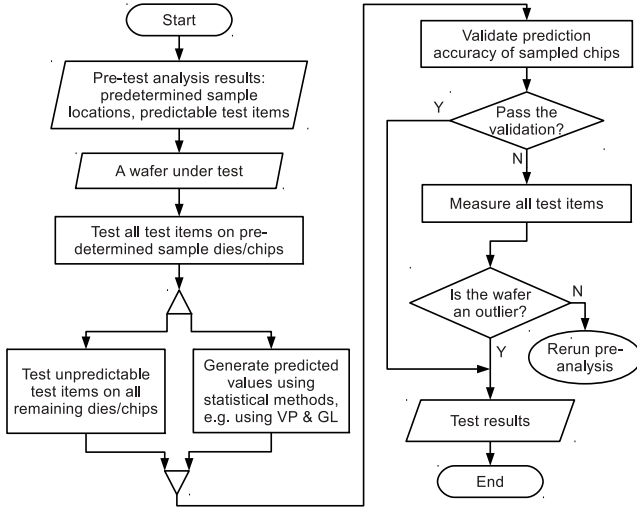 Start
Pre-test analysis results:
predetermined sample
locations, predictable test items
A wafer under test
Test all test items on pre-
determined sample dies/chips
Test unpredictable
test items on all
remaining dies/chips
Generate predicted
values using
statistical methods,
e.g. using VP & GL
Validate prediction
accuracy of sampled chips
Y
Pass the
validation?
N
Measure all test items
Is the wafer
an outlier?
N
Y
Rerun pre-
analysis
Test results
End